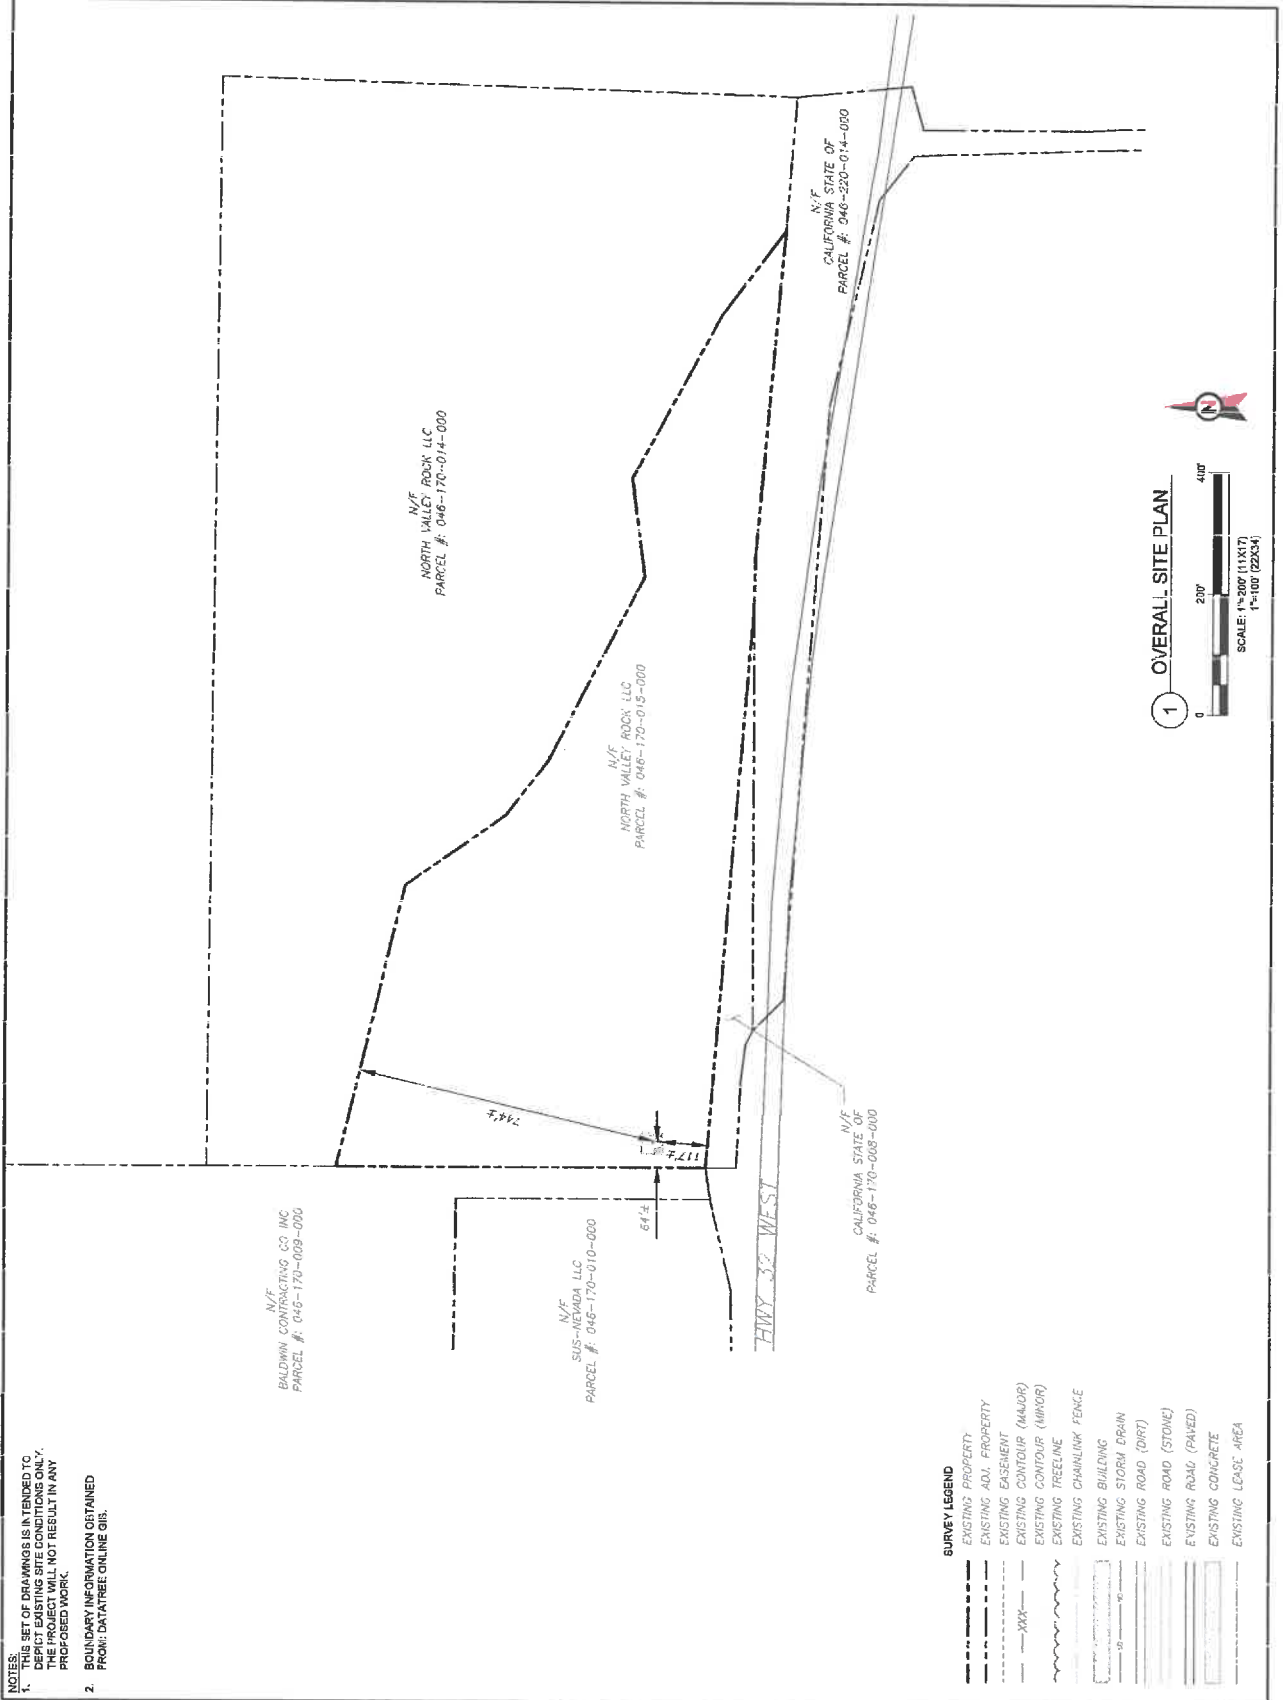 NOTES:
1. THIS SET OF DRAWINGS IS INTENDED TO
DEPICT EXISTING SITE CONDITIONS ONLY.
THE PROJECT WILL NOT RESULT IN ANY
PROPOSED WORK.
2. BOUNDARY INFORMATION OBTAINED
FROM: DATATREE ONLINE GIS.
N/F
BALDWIN CONTRACTING CO INC
PARCEL #: 046-170-009-000
N/F
SUS-NEVADA LLC
PARCEL #: 046-170-010-000
N/F
NORTH VALLEY ROCK LLC
PARCEL #: 046-170-014-000
N/F
NORTH VALLEY ROCK LLC
PARCEL #: 046-170-015-000
N/F
CALIFORNIA STATE OF
PARCEL #: 046-220-014-000
N/F
CALIFORNIA STATE OF
PARCEL #: 046-170-008-000
744'±
117'±
64'±
HWY 32 WEST
SURVEY LEGEND
EXISTING PROPERTY
EXISTING ADJ. PROPERTY
EXISTING EASEMENT
XXX EXISTING CONTOUR (MAJOR)
EXISTING CONTOUR (MINOR)
EXISTING TREELINE
EXISTING CHAINLINK FENCE
EXISTING BUILDING
SD SD EXISTING STORM DRAIN
EXISTING ROAD (DIRT)
EXISTING ROAD (STONE)
EXISTING ROAD (PAVED)
EXISTING CONCRETE
EXISTING LEASE AREA
1 OVERALL SITE PLAN
0 200' 400'
SCALE: 1"=200' (11X17)
1"=100' (22X34)
N